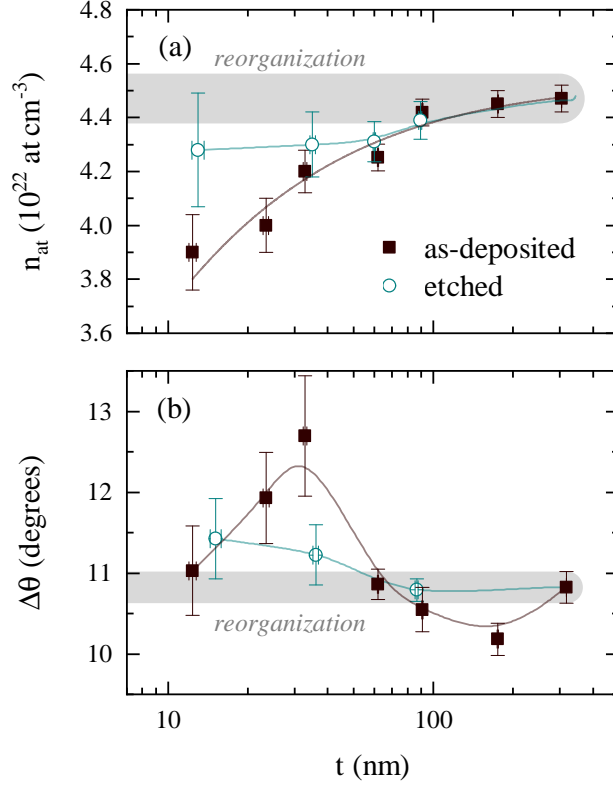 4.8
(a)
reorganization
4.6
4.4
4.2
4.0
3.8
3.6
n_at (10^22 at cm^-3)
as-deposited
etched
13
(b)
12
11
10
Δθ (degrees)
reorganization
10
100
t (nm)